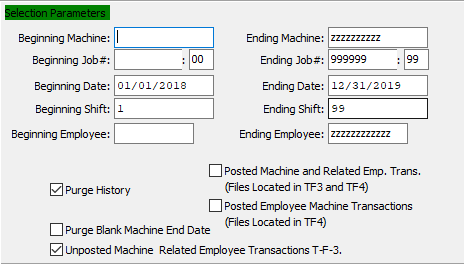 Selection Parameters
Beginning Machine: Ending Machine: zzzzzzzzzz
Beginning Job#: : 00 Ending Job#: 999999 : 99
Beginning Date: 01/01/2018 Ending Date: 12/31/2019
Beginning Shift: 1 Ending Shift: 99
Beginning Employee: Ending Employee: zzzzzzzzzzzz
Posted Machine and Related Emp. Trans.
Purge History (Files Located in TF3 and TF4)
Posted Employee Machine Transactions
(Files Located in TF4)
Purge Blank Machine End Date
Unposted Machine Related Employee Transactions T-F-3.